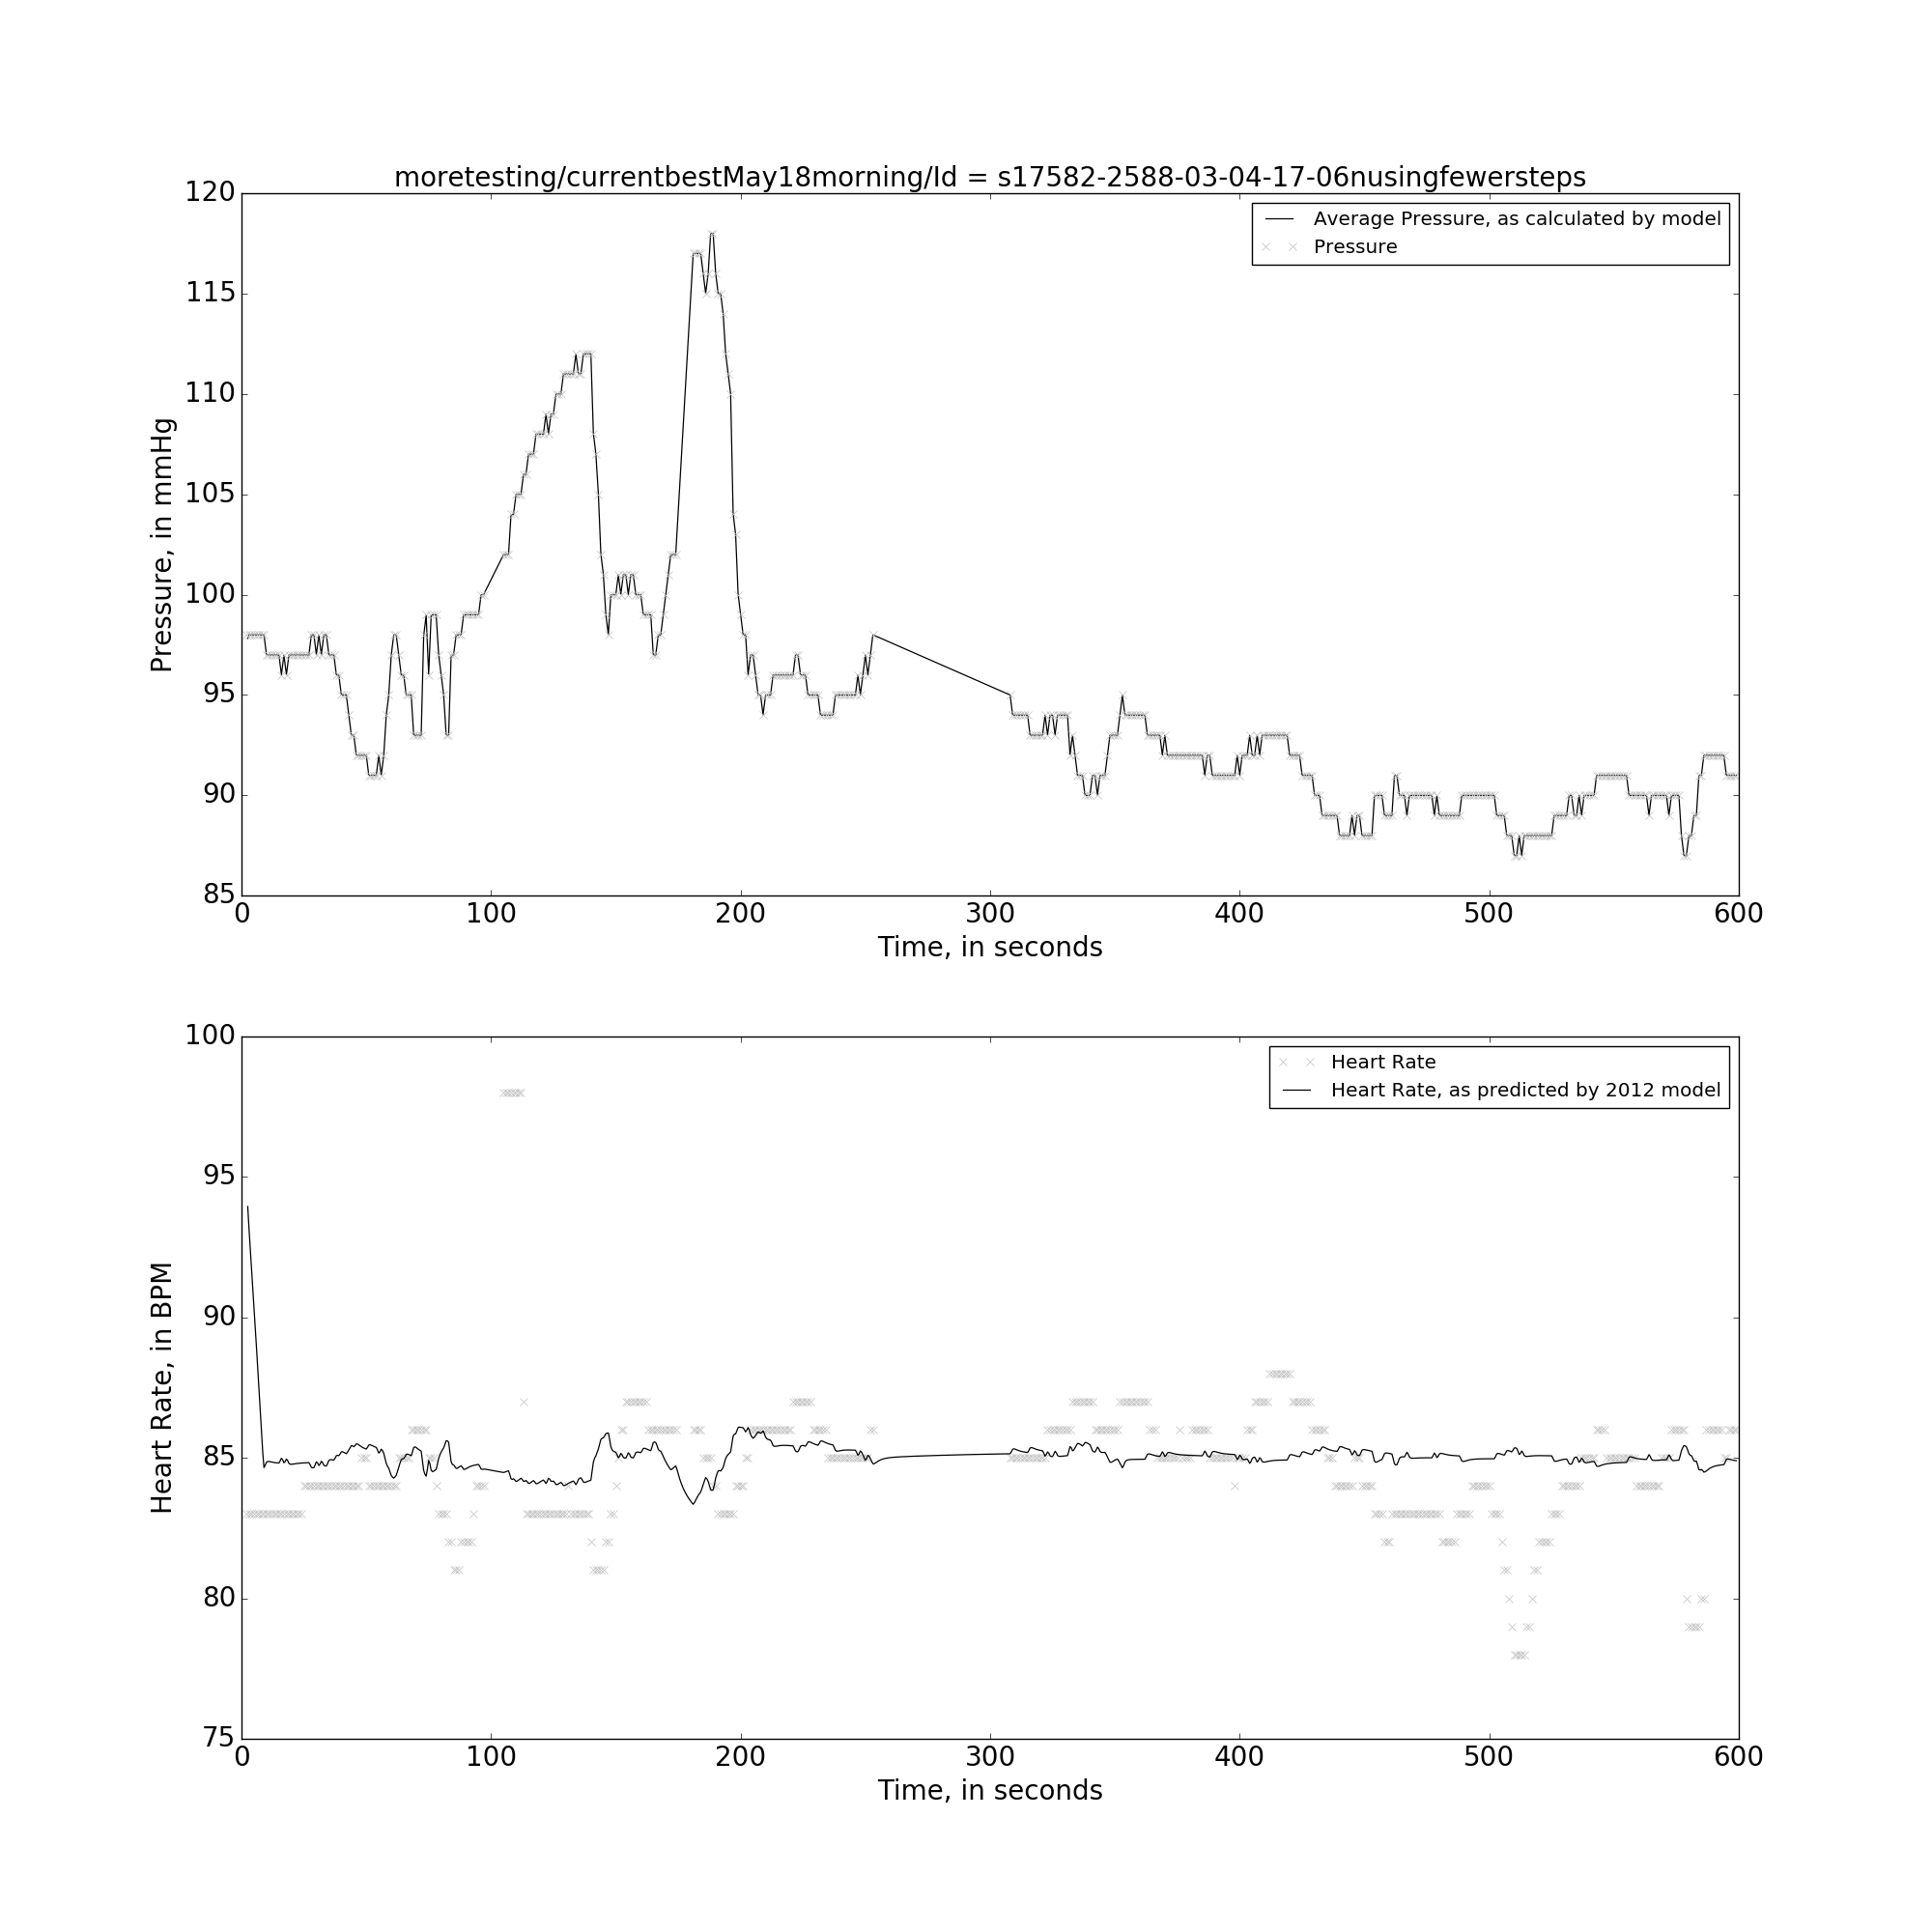 moretesting/currentbestMay18morning/Id = s17582-2588-03-04-17-06nusingfewersteps
120
115
110
105
100
95
90
85
Pressure, in mmHg
Average Pressure, as calculated by model
Pressure
0 100 200 300 400 500 600
Time, in seconds
100
95
90
85
80
75
Heart Rate, in BPM
Heart Rate
Heart Rate, as predicted by 2012 model
0 100 200 300 400 500 600
Time, in seconds